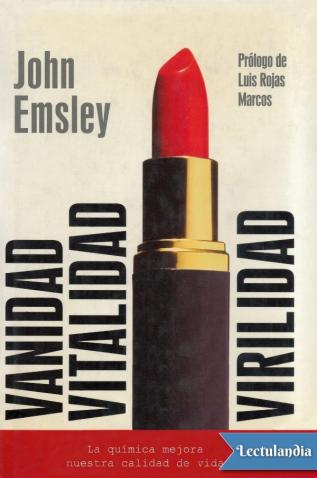 John
Emsley
Prólogo de
Luis Rojas
Marcos
VANIDAD
VITALIDAD
VIRILIDAD
La química mejora
nuestra calidad de vida
Lectulandia